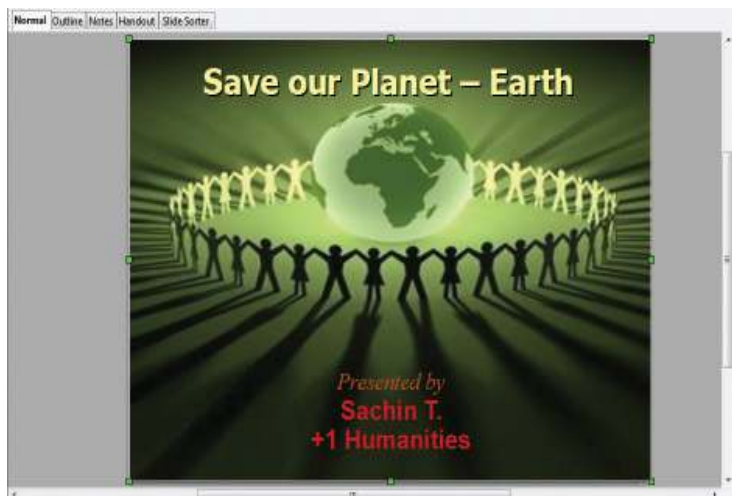 Normal Outline Notes Handout Slide Sorter
Save our Planet – Earth
Presented by
Sachin T.
+1 Humanities